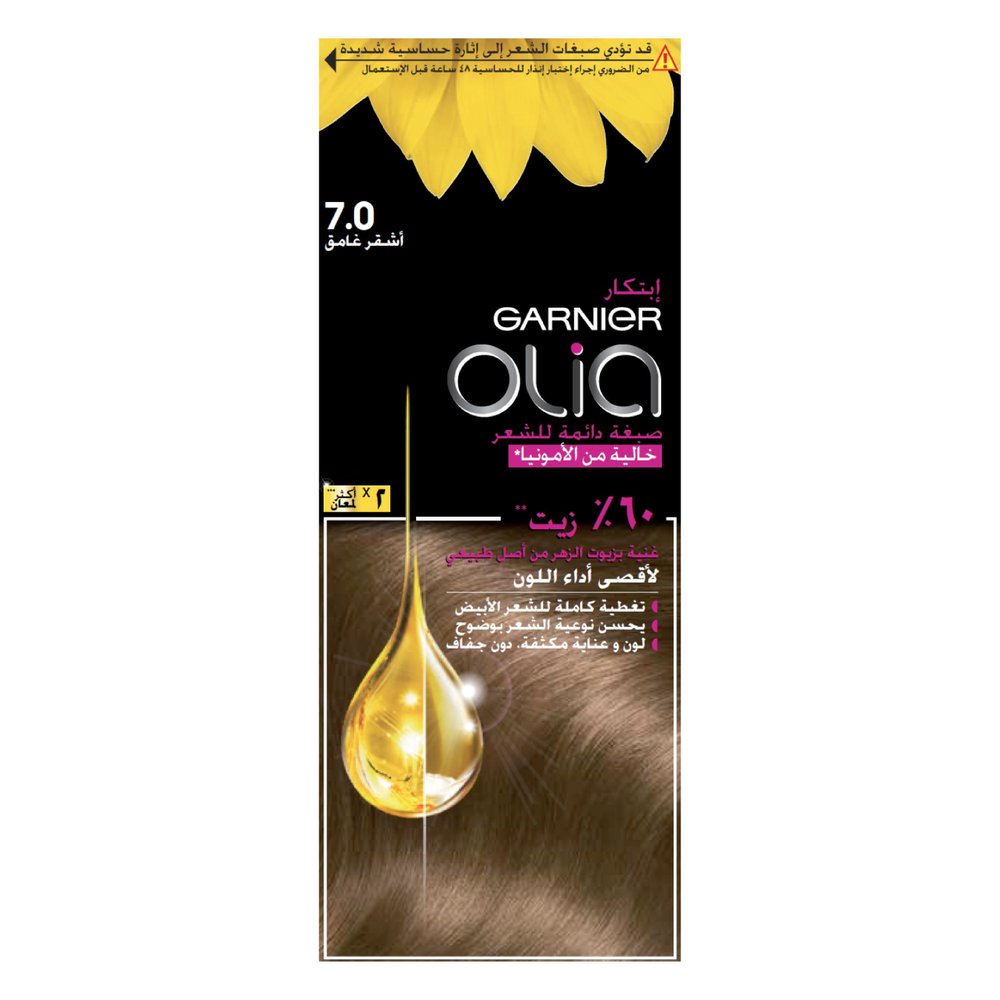 قد تؤدي صبغات الشعر إلى إثارة حساسية شديدة
من الضروري إجراء إختبار إنذار للحساسية ٤٨ ساعة قبل الإستعمال
7.0
أشقر غامق
إبتكار
GARNIER
OLIA
صبغة دائمة للشعر
خالية من الأمونيا*
٢ X أكثر لمعان***
٦٠٪ زيت**
غنية بزيوت الزهر من أصل طبيعي
لأقصى أداء اللون
تغطية كاملة للشعر الأبيض
يحسن نوعية الشعر بوضوح
لون و عناية مكثفة، دون جفاف